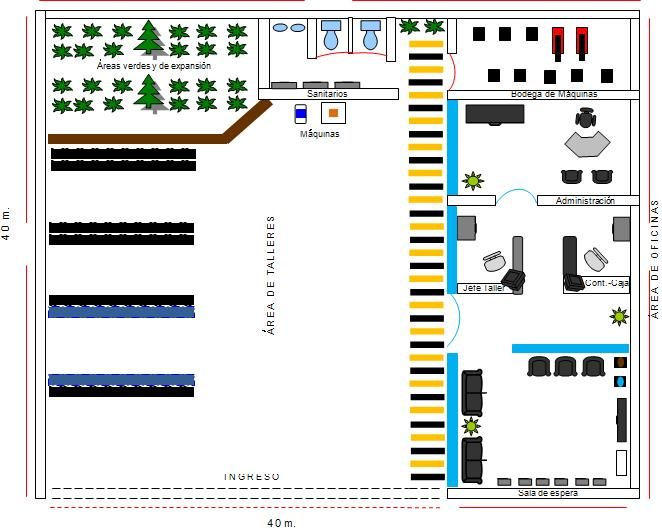 Áreas verdes y de expansión
Sanitarios
Bodega de Máquinas
Máquinas
Administración
40 m.
ÁREA DE TALLERES
ÁREA DE OFICINAS
Jefe Taller
Cont.-Caja
INGRESO
Sala de espera
40 m.